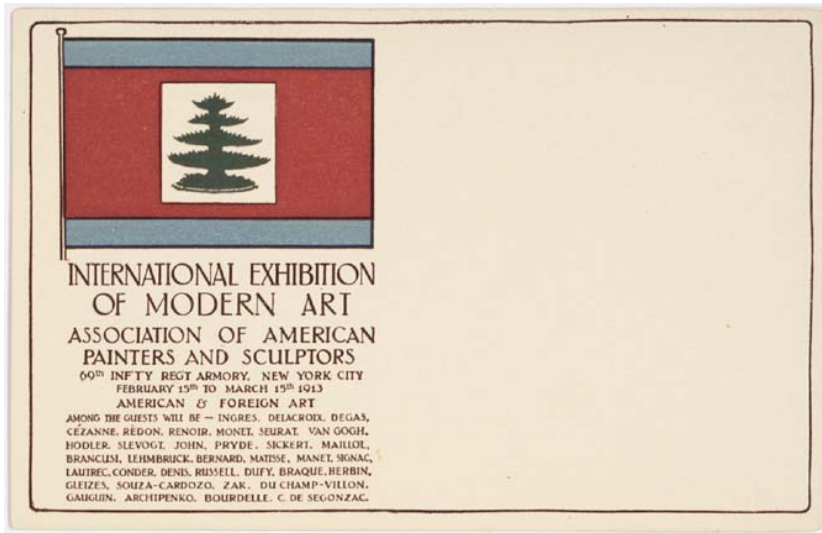 INTERNATIONAL EXHIBITION
OF MODERN ART
ASSOCIATION OF AMERICAN
PAINTERS AND SCULPTORS
69th INFTY REGT ARMORY, NEW YORK CITY
FEBRUARY 15th TO MARCH 15th 1913
AMERICAN & FOREIGN ART
AMONG THE GUESTS WILL BE — INGRES, DELACROIX, DEGAS,
CÉZANNE, RÉDON, RENOIR, MONET, SEURAT, VAN GOGH,
HODLER, SLEVOGT, JOHN, PRYDE, SICKERT, MAILLOL,
BRANCUSI, LEHMBRUCK, BERNARD, MATISSE, MANET, SIGNAC,
LAUTREC, CONDER, DENIS, RUSSELL, DUFY, BRAQUE, HERBIN,
GLEIZES, SOUZA-CARDOZO, ZAK, DU CHAMP-VILLON,
GAUGUIN, ARCHIPENKO, BOURDELLE, C. DE SEGONZAC.